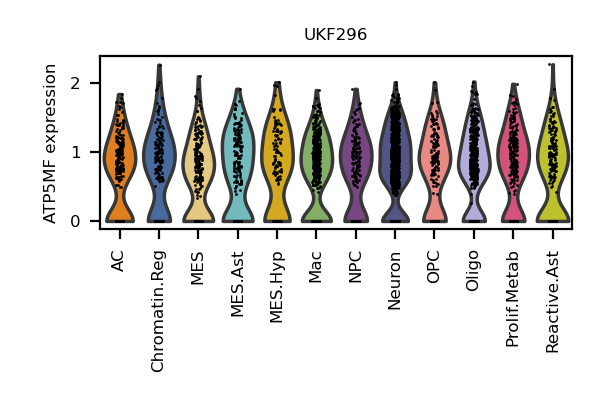 UKF296
ATP5MF expression
2
1
0
AC
Chromatin.Reg
MES
MES.Ast
MES.Hyp
Mac
NPC
Neuron
OPC
Oligo
Prolif.Metab
Reactive.Ast